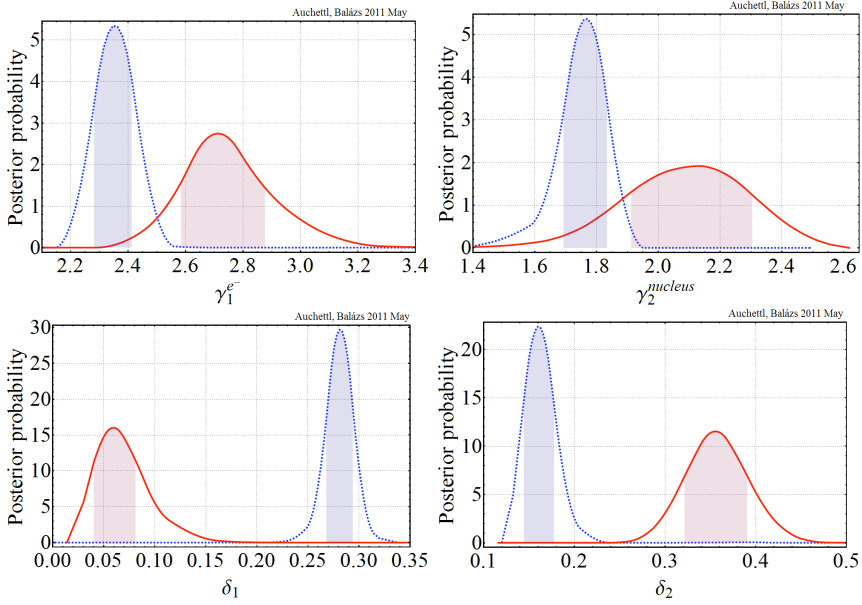 Auchettl, Balázs 2011 May
Posterior probability
5
4
3
2
1
0
2.2 2.4 2.6 2.8 3.0 3.2 3.4
γ₁^{e⁻}
Auchettl, Balázs 2011 May
Posterior probability
5
4
3
2
1
0
1.4 1.6 1.8 2.0 2.2 2.4 2.6
γ₂^{nucleus}
Auchettl, Balázs 2011 May
Posterior probability
30
25
20
15
10
5
0
0.00 0.05 0.10 0.15 0.20 0.25 0.30 0.35
δ₁
Auchettl, Balázs 2011 May
Posterior probability
20
15
10
5
0
0.1 0.2 0.3 0.4 0.5
δ₂